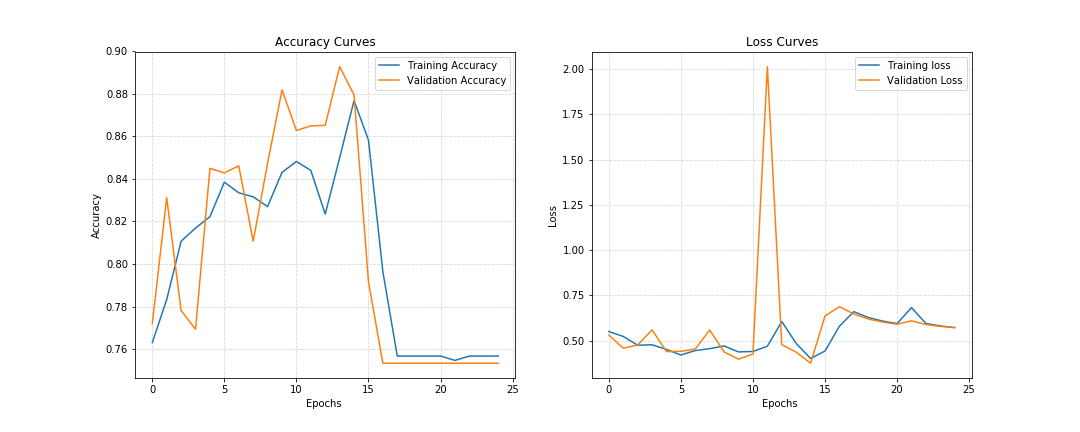 Accuracy Curves
Training Accuracy
Validation Accuracy
0.90
0.88
0.86
0.84
0.82
0.80
0.78
0.76
Accuracy
0 5 10 15 20 25
Epochs
Loss Curves
Training loss
Validation Loss
2.00
1.75
1.50
1.25
1.00
0.75
0.50
Loss
0 5 10 15 20 25
Epochs